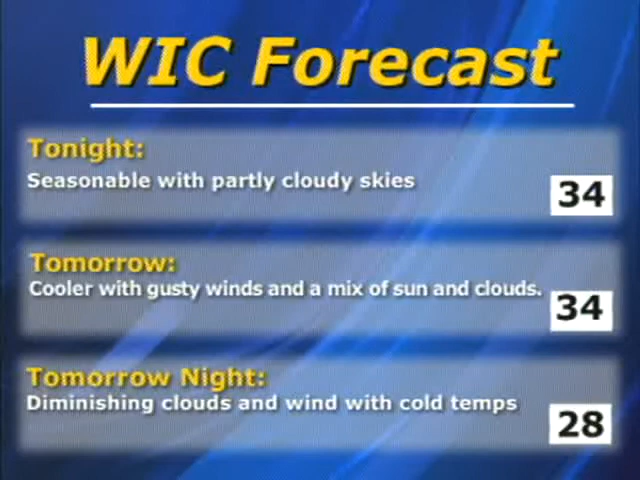 WIC Forecast
Tonight:
Seasonable with partly cloudy skies
34
Tomorrow:
Cooler with gusty winds and a mix of sun and clouds.
34
Tomorrow Night:
Diminishing clouds and wind with cold temps
28